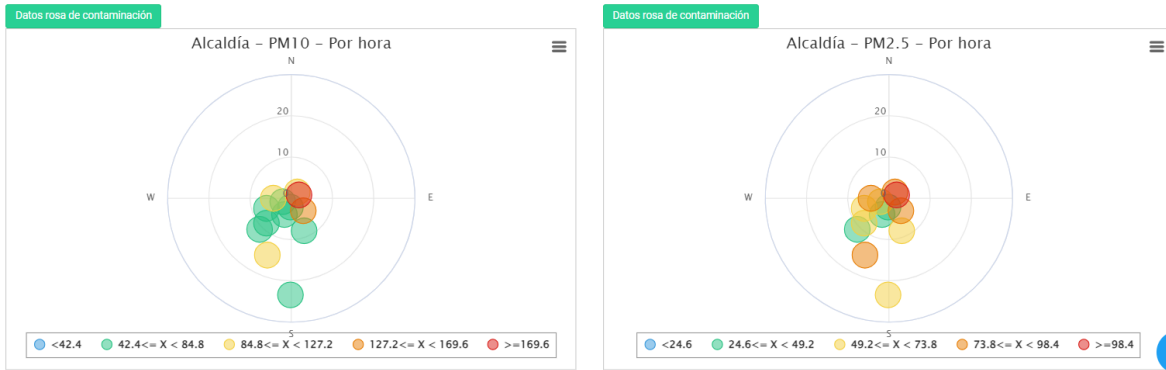 Datos rosa de contaminación
Alcaldía - PM10 - Por hora
N
20
10
W
E
S
<42.4
42.4<= X < 84.8
84.8<= X < 127.2
127.2<= X < 169.6
>=169.6
Datos rosa de contaminación
Alcaldía - PM2.5 - Por hora
N
20
10
W
E
S
<24.6
24.6<= X < 49.2
49.2<= X < 73.8
73.8<= X < 98.4
>=98.4